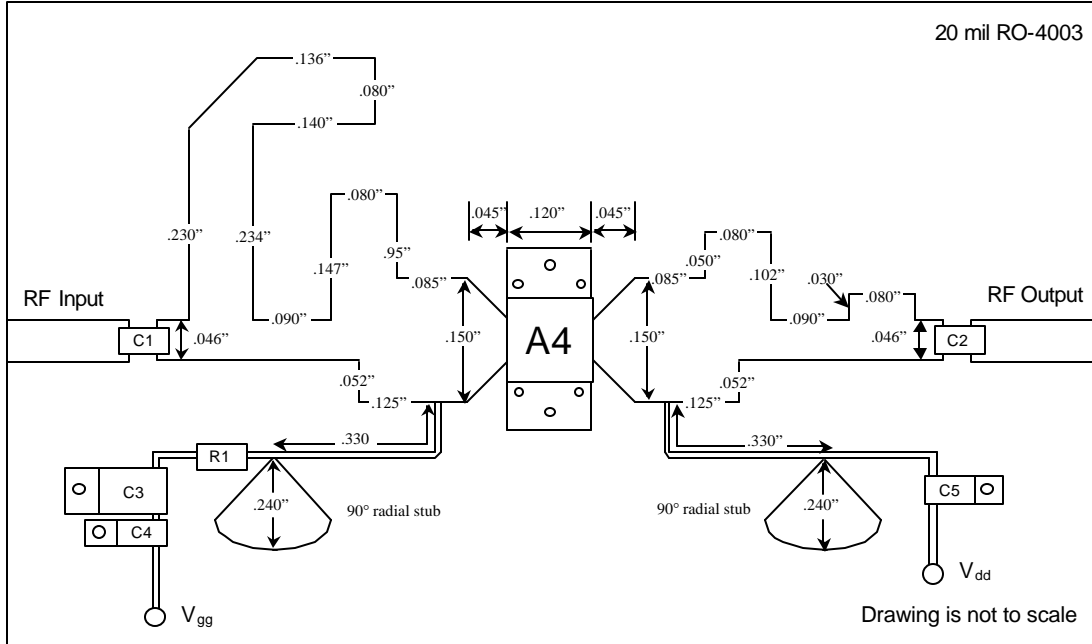 20 mil RO-4003
.136”
.080”
.140”
.080”
.045”
.120”
.045”
.230”
.234”
.147”
.95”
.085”
.085”
.050”
.080”
.102”
.030”
.080”
.090”
.090”
RF Input
RF Output
C1
.046”
.150”
A4
.150”
.046”
C2
.052”
.125”
.052”
.125”
.330
.330”
R1
C3
C4
.240”
90° radial stub
90° radial stub
.240”
C5
Vgg
Vdd
Drawing is not to scale